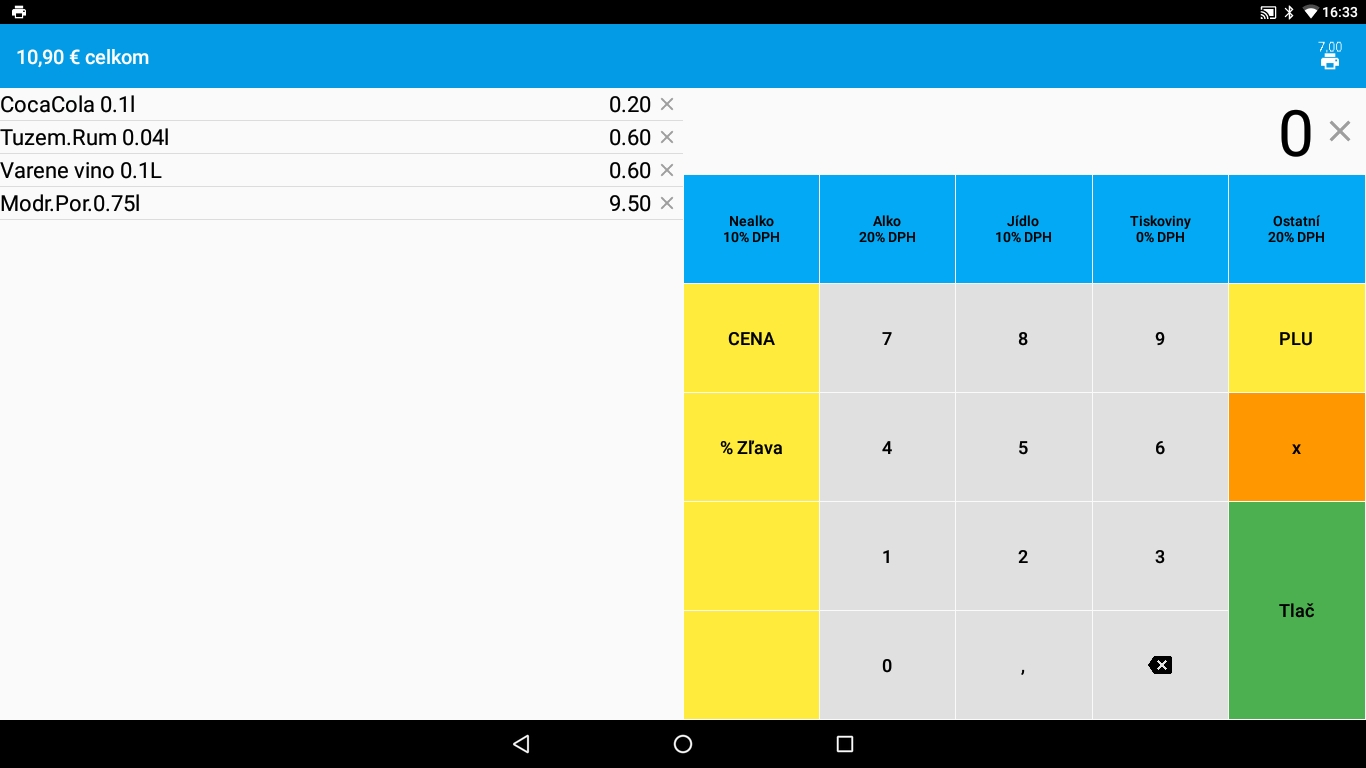 16:33
10,90 € celkom
7.00
CocaCola 0.1l 0.20
Tuzem.Rum 0.04l 0.60
Varene vino 0.1L 0.60
Modr.Por.0.75l 9.50
0
Nealko
10% DPH
Alko
20% DPH
Jídlo
10% DPH
Tiskoviny
0% DPH
Ostatní
20% DPH
CENA 7 8 9 PLU
% Zľava 4 5 6 x
1 2 3
Tlač
0 ,